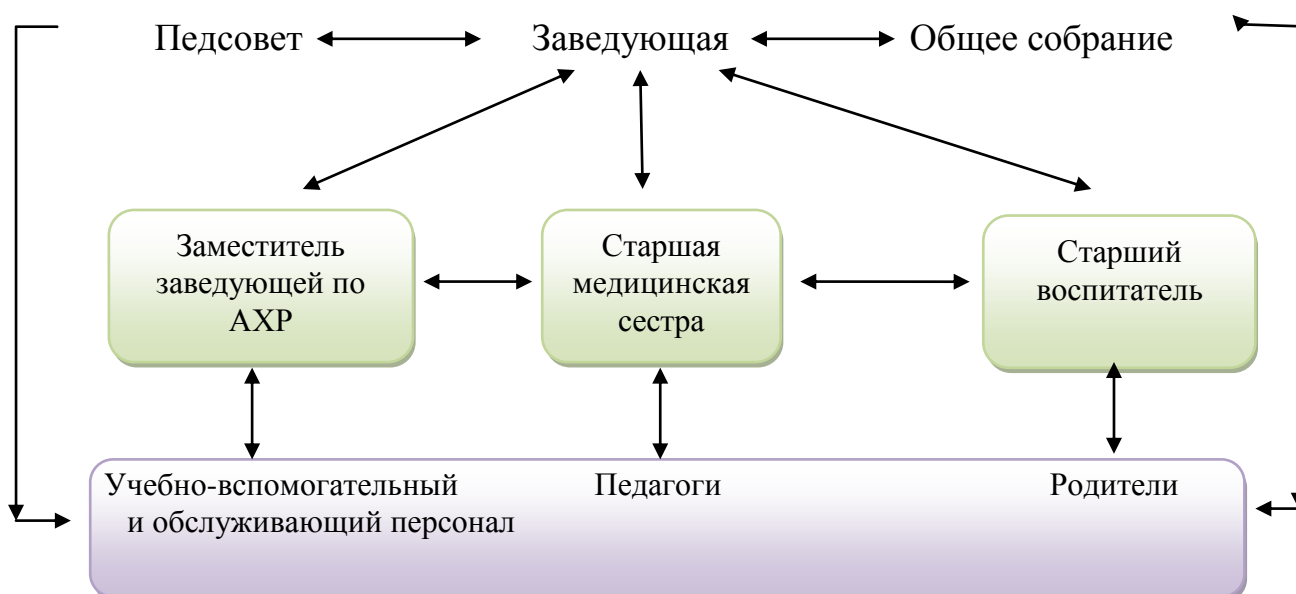 Педсовет Заведующая Общее собрание
Заместитель
заведующей по
АХР
Старшая
медицинская
сестра
Старший
воспитатель
Учебно-вспомогательный
и обслуживающий персонал
Педагоги
Родители